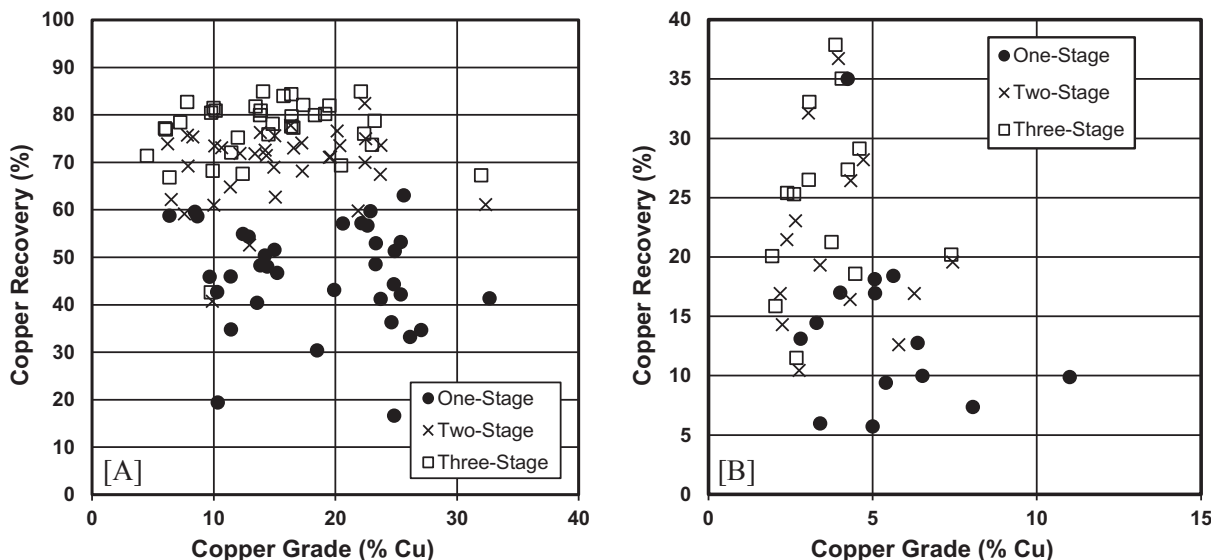 100
90
80
70
60
50
40
30
20
10
0
Copper Recovery (%)
[A]
One-Stage
Two-Stage
Three-Stage
0 10 20 30 40
Copper Grade (% Cu)
40
35
30
25
20
15
10
5
0
Copper Recovery (%)
[B]
One-Stage
Two-Stage
Three-Stage
0 5 10 15
Copper Grade (% Cu)